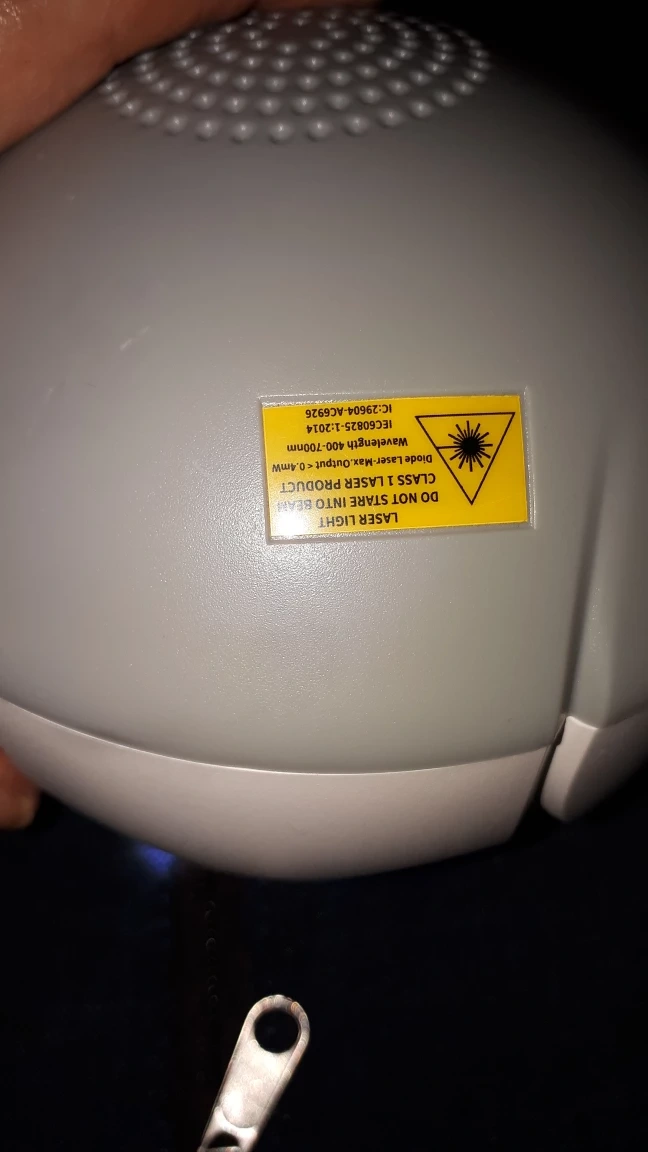 LASER LIGHT
DO NOT STARE INTO BEAM
CLASS 1 LASER PRODUCT
Diode Laser-Max.Output < 0.4mW
Wavelength 400-700nm
IEC60825-1:2014
IC:29604-AC6926